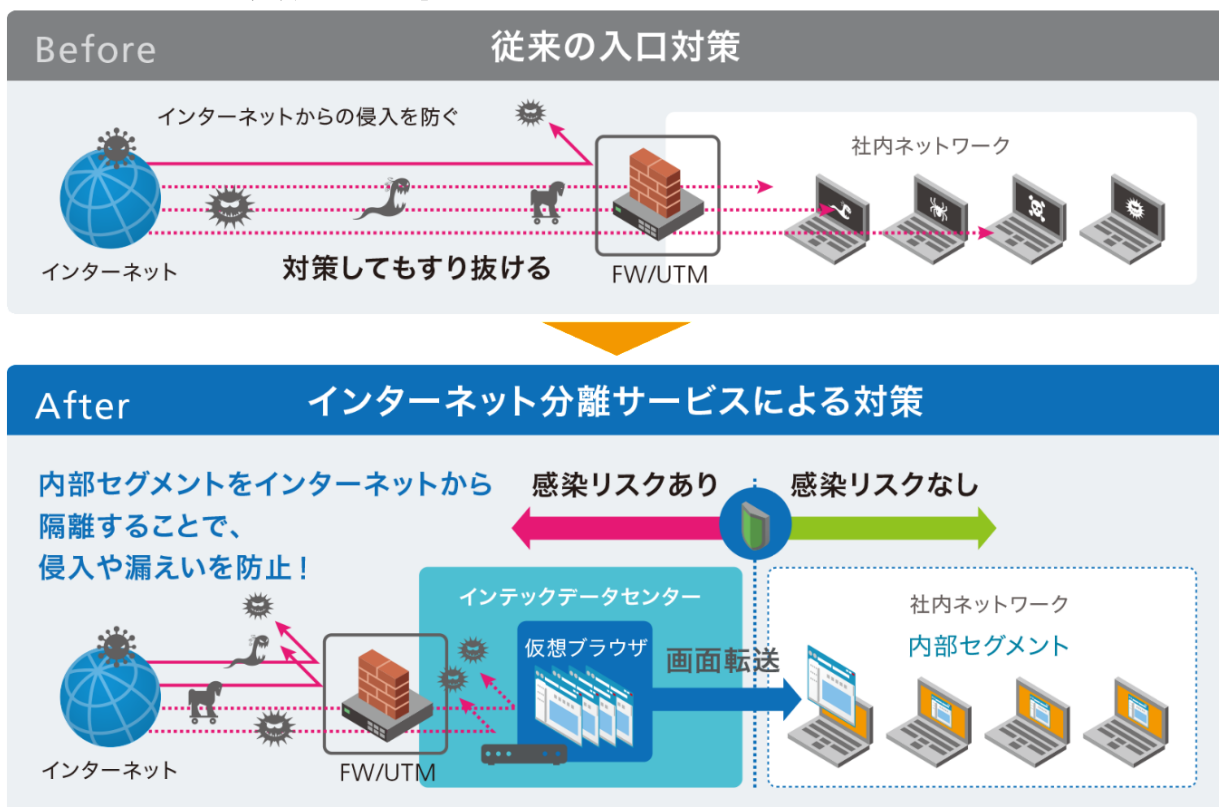 Before
従来の入口対策
インターネットからの侵入を防ぐ
社内ネットワーク
インターネット
対策してもすり抜ける
FW/UTM
After
インターネット分離サービスによる対策
内部セグメントをインターネットから
隔離することで、
侵入や漏えいを防止!
感染リスクあり
感染リスクなし
インテックデータセンター
仮想ブラウザ
画面転送
社内ネットワーク
内部セグメント
インターネット
FW/UTM